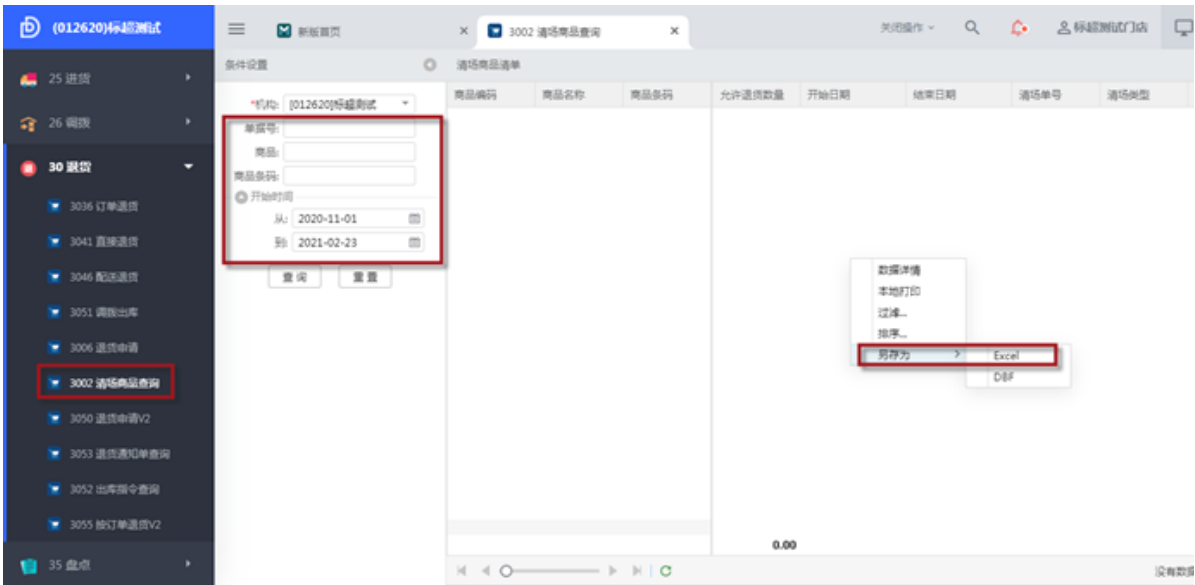 (012620)标超测试
新版首页
×
3002 清场商品查询
×
关闭操作
标超测试门店
25 进货
26 调拨
30 退货
3036 订单退货
3041 直接退货
3046 配送退货
3051 调拨出库
3006 退货申请
3002 清场商品查询
3050 退货申请V2
3053 退货通知单查询
3052 出库指令查询
3055 按订单退货V2
35 盘点
条件设置
*机构: [012620]标超测试
单据号:
商品:
商品条码:
开始时间
从: 2020-11-01
到: 2021-02-23
查询 重置
清场商品清单
商品编码 商品名称 商品条码 允许退货数量 开始日期 结束日期 清场单号 清场类型
数据详情
本地打印
过滤...
排序...
另存为 Excel
DBF
0.00
没有数据